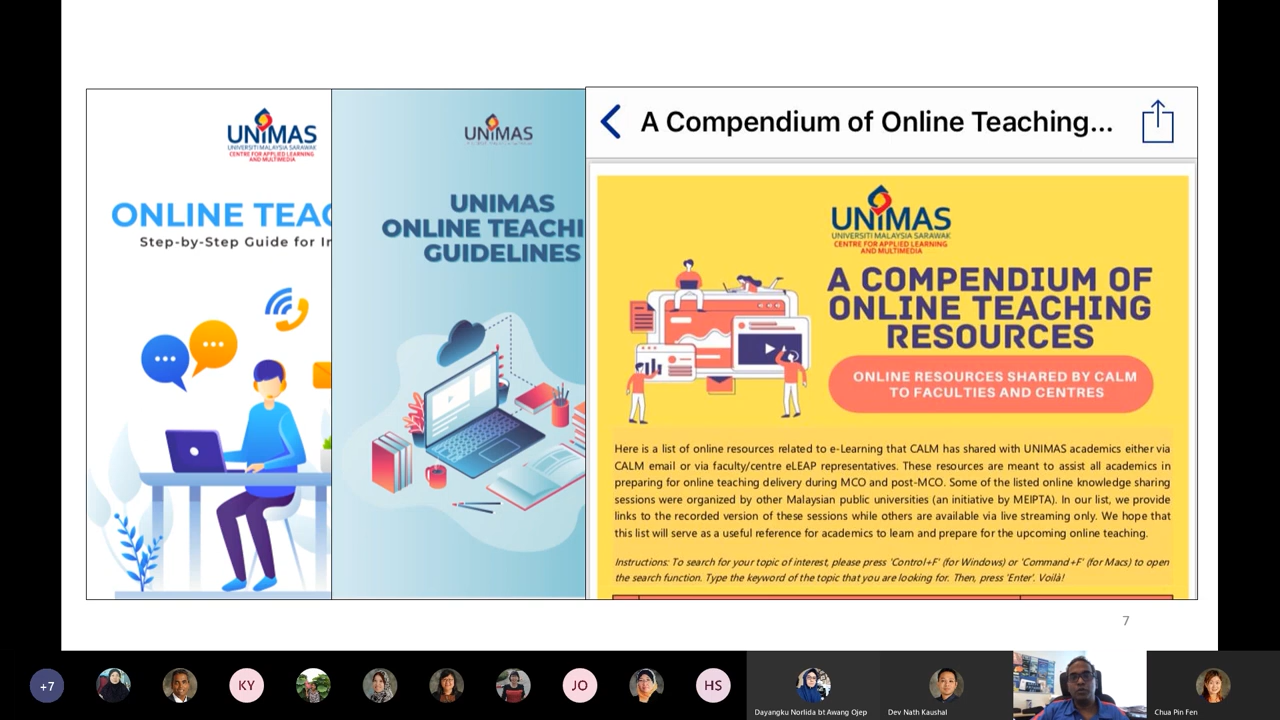 UNIMAS
UNIVERSITI MALAYSIA SARAWAK
CENTRE FOR APPLIED LEARNING
AND MULTIMEDIA
ONLINE TEAC
Step-by-Step Guide for In
UNIMAS
UNIMAS
ONLINE TEACHI
GUIDELINES
A Compendium of Online Teaching...
UNIMAS
UNIVERSITI MALAYSIA SARAWAK
CENTRE FOR APPLIED LEARNING
AND MULTIMEDIA
A COMPENDIUM OF
ONLINE TEACHING
RESOURCES
ONLINE RESOURCES SHARED BY CALM
TO FACULTIES AND CENTRES
Here is a list of online resources related to e-Learning that CALM has shared with UNIMAS academics either via
CALM email or via faculty/centre eLEAP representatives. These resources are meant to assist all academics in
preparing for online teaching delivery during MCO and post-MCO. Some of the listed online knowledge sharing
sessions were organized by other Malaysian public universities (an initiative by MEIPTA). In our list, we provide
links to the recorded version of these sessions while others are available via live streaming only. We hope that
this list will serve as a useful reference for academics to learn and prepare for the upcoming online teaching.
Instructions: To search for your topic of interest, please press 'Control+F' (for Windows) or 'Command+F' (for Macs) to open
the search function. Type the keyword of the topic that you are looking for. Then, press 'Enter'. Voilà!
7
+7
KY
JO
HS
Dayangku Norlida bt Awang Ojep
Dev Nath Kaushal
Chua Pin Fen